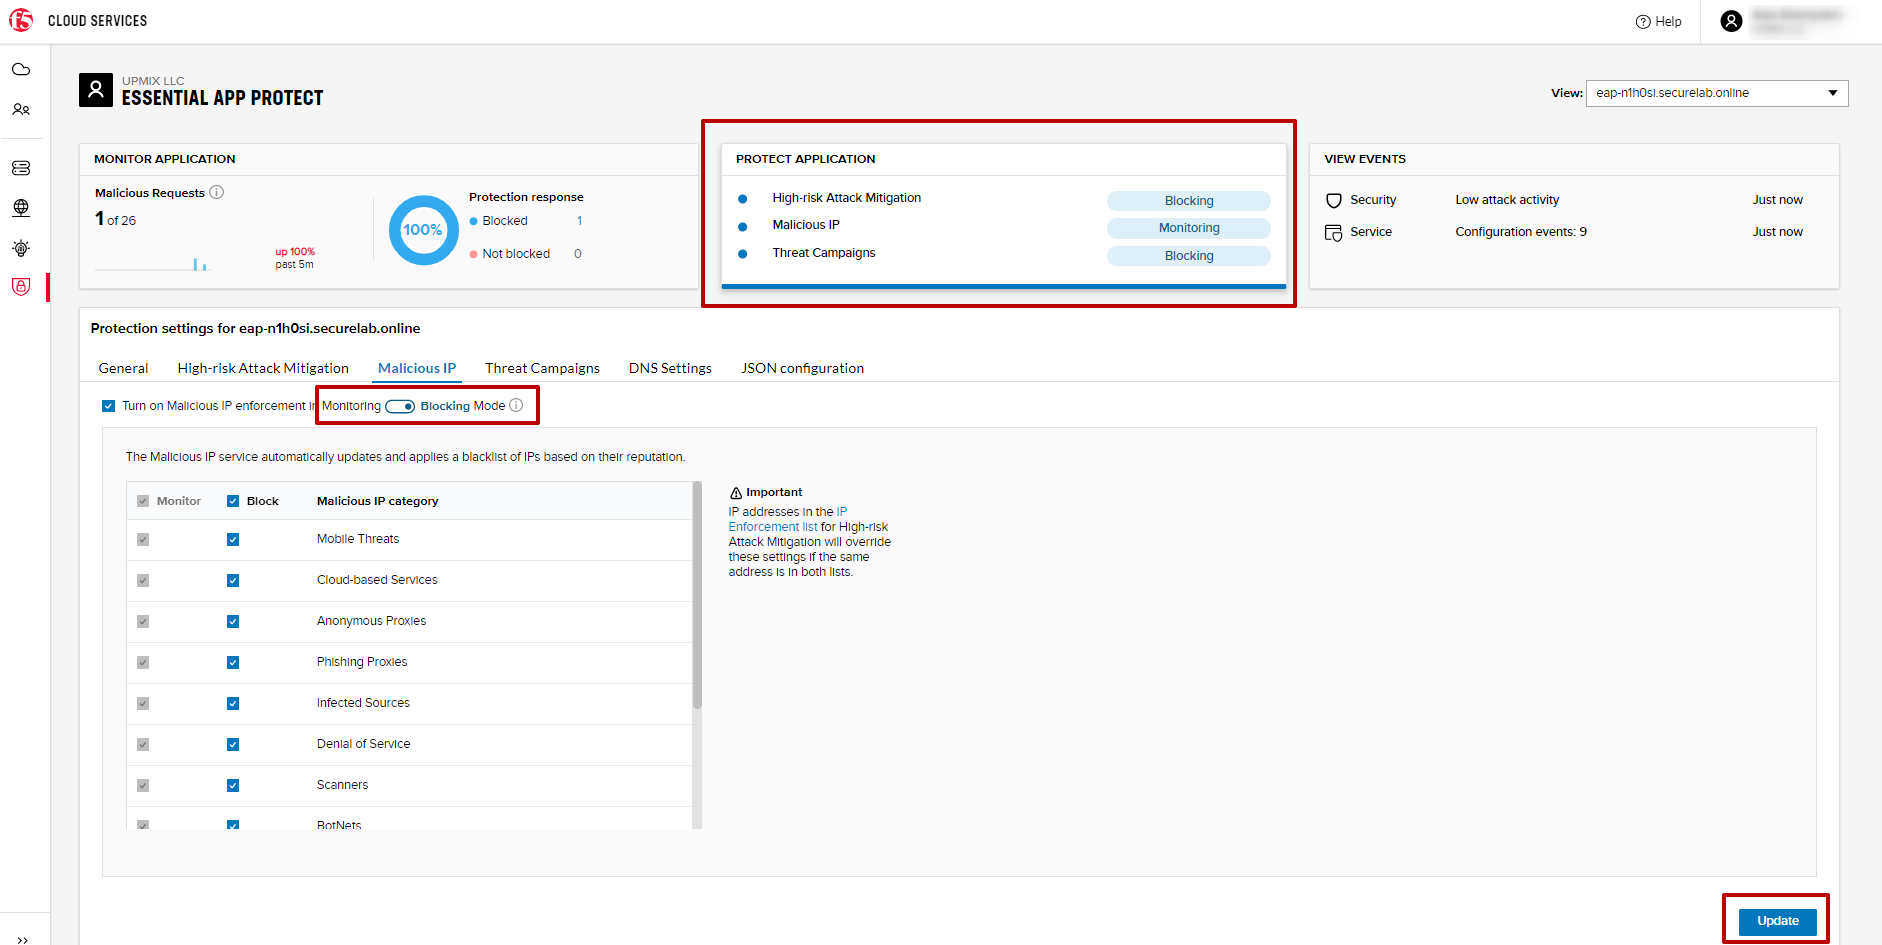 f5 CLOUD SERVICES
Help
UPMIX LLC
ESSENTIAL APP PROTECT
View: eap-n1h0si.securelab.online
MONITOR APPLICATION
Malicious Requests
1 of 26
up 100%
past 5m
100%
Protection response
Blocked 1
Not blocked 0
PROTECT APPLICATION
High-risk Attack Mitigation Blocking
Malicious IP Monitoring
Threat Campaigns Blocking
VIEW EVENTS
Security Low attack activity Just now
Service Configuration events: 9 Just now
Protection settings for eap-n1h0si.securelab.online
General High-risk Attack Mitigation Malicious IP Threat Campaigns DNS Settings JSON configuration
Turn on Malicious IP enforcement in Monitoring Blocking Mode
The Malicious IP service automatically updates and applies a blacklist of IPs based on their reputation.
Monitor Block Malicious IP category
Mobile Threats
Cloud-based Services
Anonymous Proxies
Phishing Proxies
Infected Sources
Denial of Service
Scanners
BotNets
Important
IP addresses in the IP
Enforcement list for High-risk
Attack Mitigation will override
these settings if the same
address is in both lists.
Update